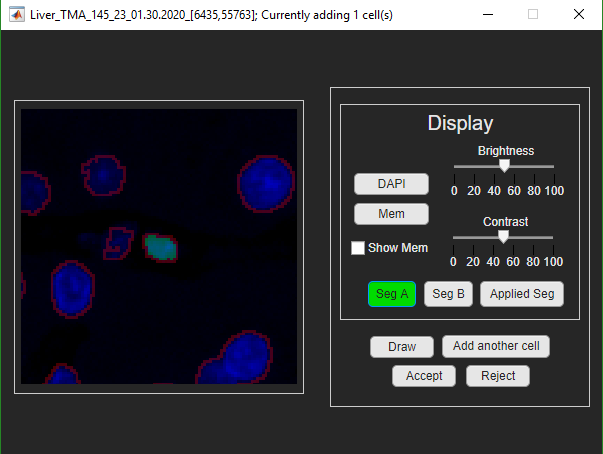 Liver_TMA_145_23_01.30.2020_[6435,55763]; Currently adding 1 cell(s)
Display
Brightness
0 20 40 60 80 100
DAPI
Mem
Contrast
0 20 40 60 80 100
Show Mem
Seg A Seg B Applied Seg
Draw Add another cell
Accept Reject